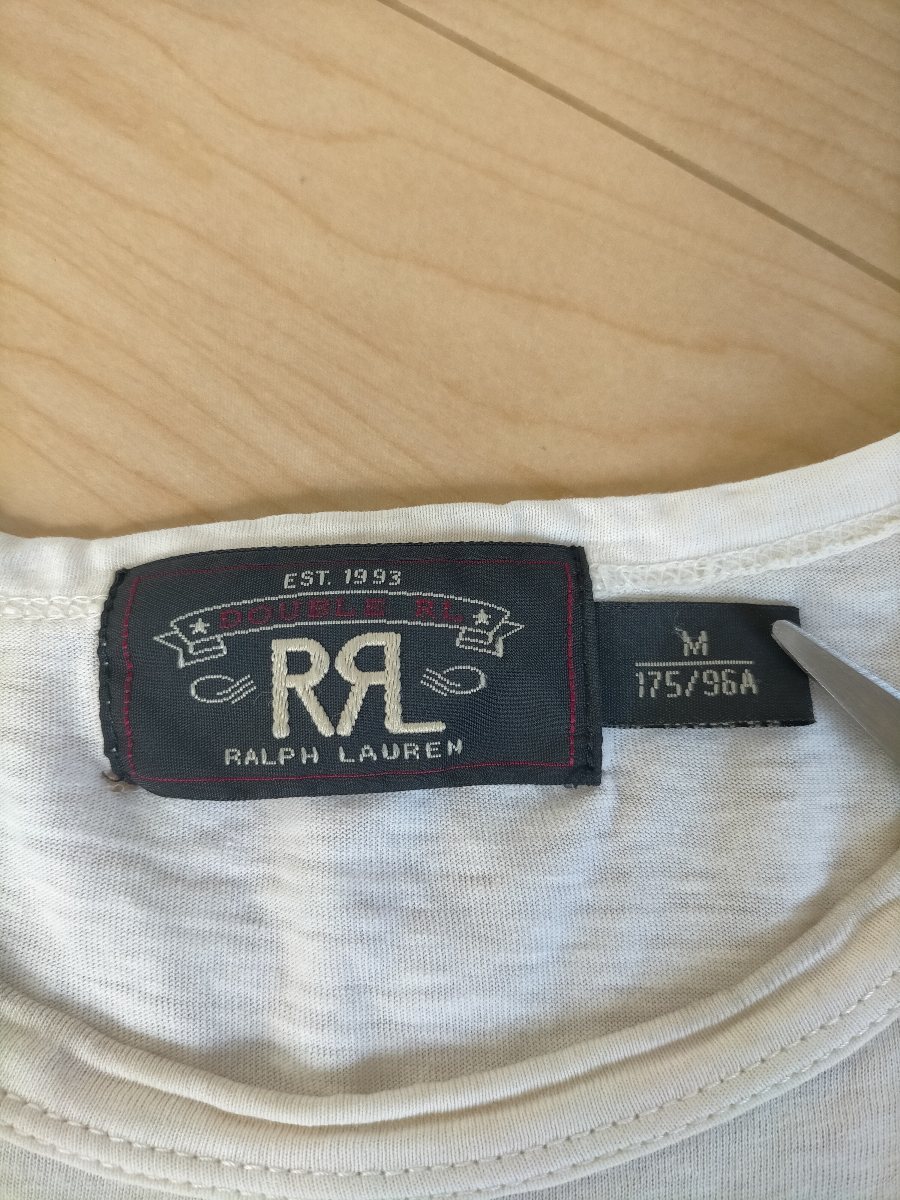 EST. 1993
DOUBLE RL
RRL
RALPH LAUREN
M
175/96A